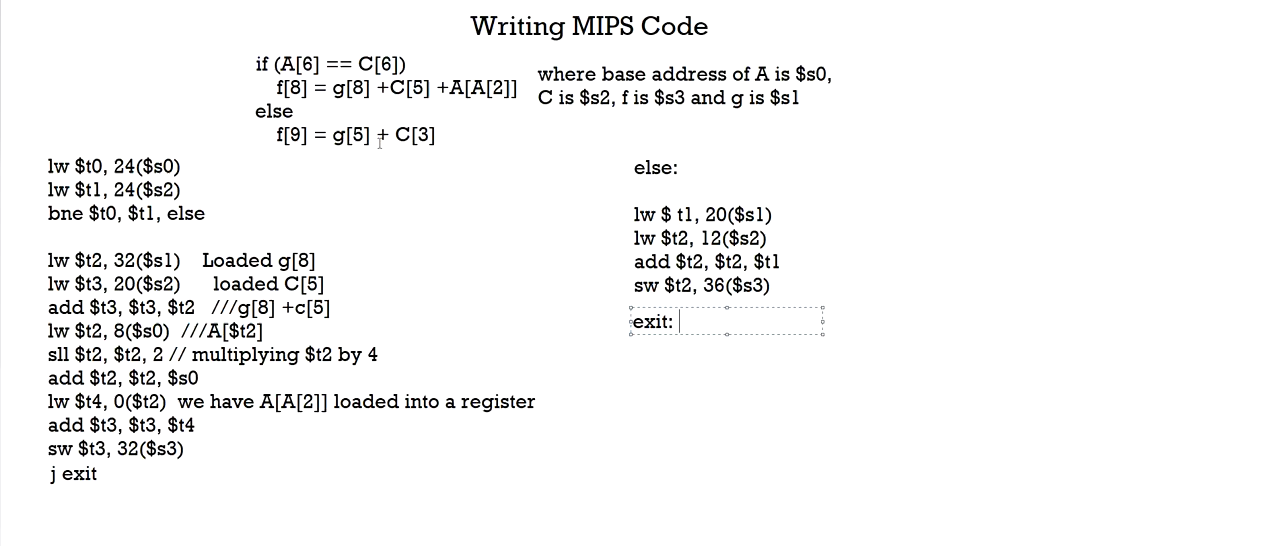 Writing MIPS Code
if (A[6] == C[6])
f[8] = g[8] +C[5] +A[A[2]]
else
f[9] = g[5] + C[3]
where base address of A is $s0,
C is $s2, f is $s3 and g is $s1
lw $t0, 24($s0)
lw $t1, 24($s2)
bne $t0, $t1, else
lw $t2, 32($s1) Loaded g[8]
lw $t3, 20($s2) loaded C[5]
add $t3, $t3, $t2 ///g[8] +c[5]
lw $t2, 8($s0) ///A[$t2]
sll $t2, $t2, 2 // multiplying $t2 by 4
add $t2, $t2, $s0
lw $t4, 0($t2) we have A[A[2]] loaded into a register
add $t3, $t3, $t4
sw $t3, 32($s3)
j exit
else:
lw $ t1, 20($s1)
lw $t2, 12($s2)
add $t2, $t2, $t1
sw $t2, 36($s3)
exit: